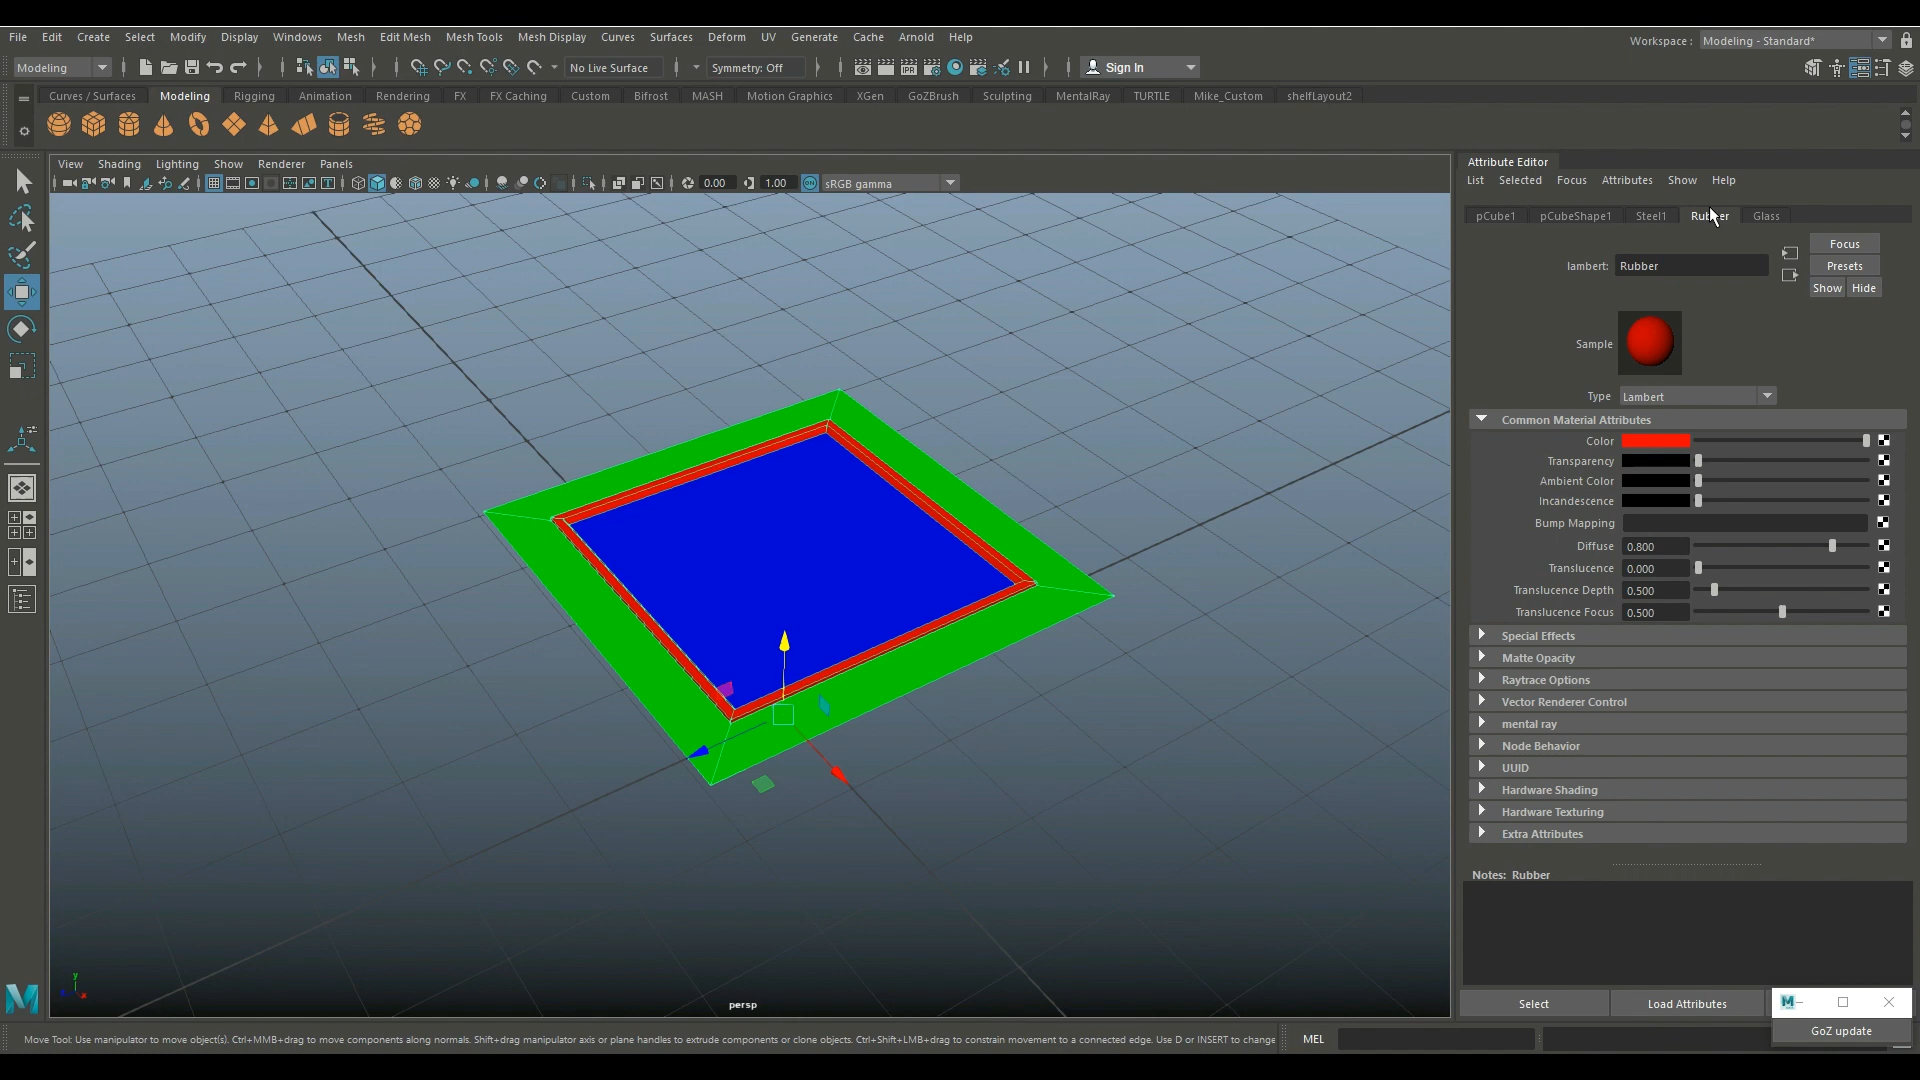 File Edit Create Select Modify Display Windows Mesh Edit Mesh Mesh Tools Mesh Display Curves Surfaces Deform UV Generate Cache Arnold Help
Workspace : Modeling - Standard*
Modeling No Live Surface Symmetry: Off IPR Sign In
Curves / Surfaces Modeling Rigging Animation Rendering FX FX Caching Custom Bifrost MASH Motion Graphics XGen GoZBrush Sculpting MentalRay TURTLE Mike_Custom shelfLayout2
View Shading Lighting Show Renderer Panels
0.00 1.00 ON sRGB gamma
persp
y
x
Attribute Editor
List Selected Focus Attributes Show Help
pCube1 pCubeShape1 Steel1 Rubber Glass
lambert: Rubber
Focus
Presets
Show Hide
Sample
Type Lambert
Common Material Attributes
Color
Transparency
Ambient Color
Incandescence
Bump Mapping
Diffuse 0.800
Translucence 0.000
Translucence Depth 0.500
Translucence Focus 0.500
Special Effects
Matte Opacity
Raytrace Options
Vector Renderer Control
mental ray
Node Behavior
UUID
Hardware Shading
Hardware Texturing
Extra Attributes
Notes: Rubber
Select Load Attributes
GoZ update
Move Tool: Use manipulator to move object(s). Ctrl+MMB+drag to move components along normals. Shift+drag manipulator axis or plane handles to extrude components or clone objects. Ctrl+Shift+LMB+drag to constrain movement to a connected edge. Use D or INSERT to change
MEL